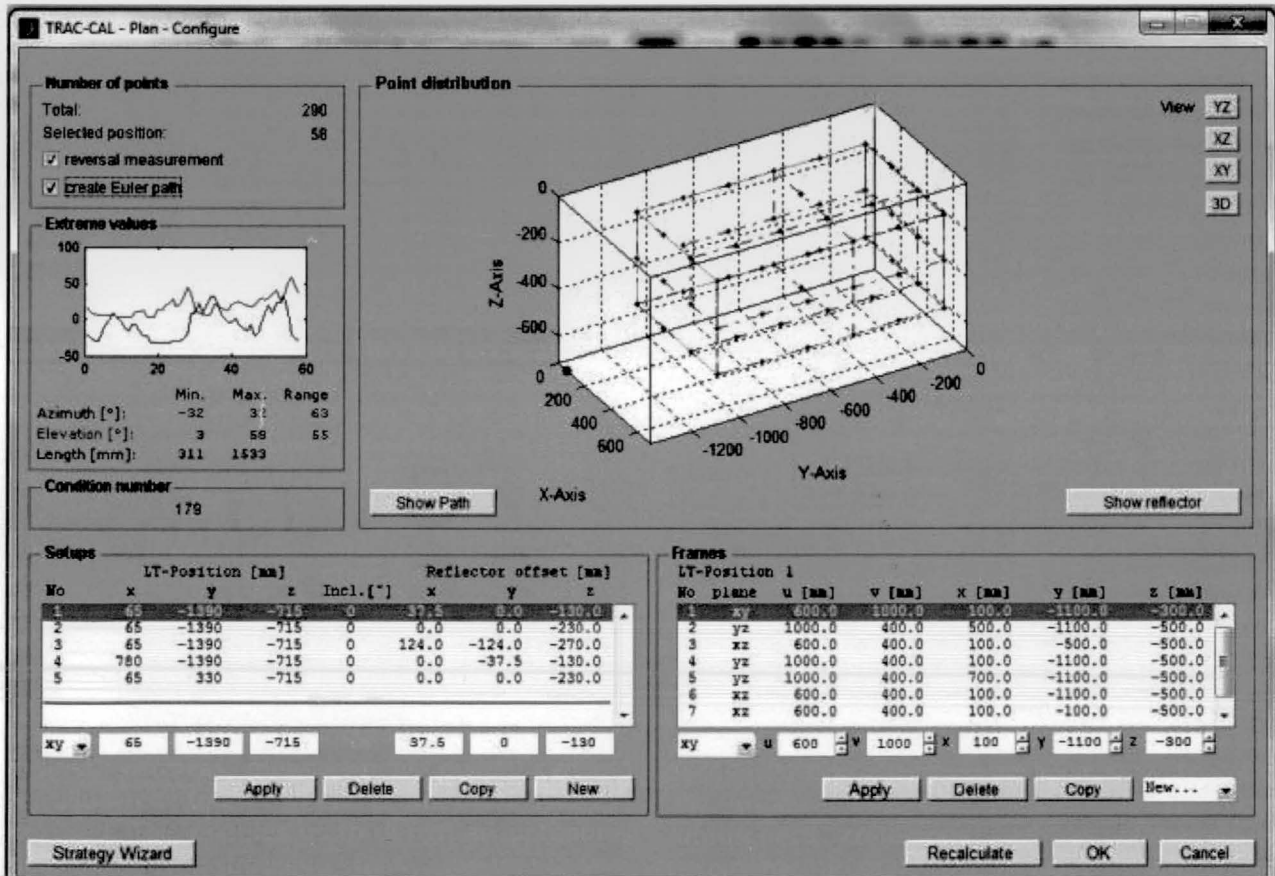 TRAC-CAL - Plan - Configure
Number of points
Total: 290
Selected position: 58
reversal measurement
create Euler path
Extreme values
100
50
0
-50
0 20 40 60
Min. Max. Range
Azimuth [°]: -32 32 63
Elevation [°]: 3 59 55
Length [mm]: 311 1533
Condition number
179
Point distribution
View YZ
XZ
XY
3D
0
-200
-400
-600
Z-Axis
0
200
400
600
X-Axis
-1200
-1000
-800
-600
-400
-200
0
Y-Axis
Show Path
Show reflector
Setups
LT-Position [mm] Reflector offset [mm]
No x y z Incl.[°] x y z
1 65 -1390 -715 0 37.5 0.0 -130.0
2 65 -1390 -715 0 0.0 0.0 -230.0
3 65 -1390 -715 0 124.0 -124.0 -270.0
4 780 -1390 -715 0 0.0 -37.5 -130.0
5 65 330 -715 0 0.0 0.0 -230.0
xy 65 -1390 -715 37.5 0 -130
Apply Delete Copy New
Frames
LT-Position 1
No plane u [mm] v [mm] x [mm] y [mm] z [mm]
1 xy 600.0 1000.0 100.0 -1100.0 -300.0
2 yz 1000.0 400.0 500.0 -1100.0 -500.0
3 xz 600.0 400.0 100.0 -500.0 -500.0
4 yz 1000.0 400.0 100.0 -1100.0 -500.0
5 yz 1000.0 400.0 700.0 -1100.0 -500.0
6 xz 600.0 400.0 100.0 -1100.0 -500.0
7 xz 600.0 400.0 100.0 -100.0 -500.0
xy u 600 v 1000 x 100 y -1100 z -300
Apply Delete Copy New...
Strategy Wizard
Recalculate OK Cancel